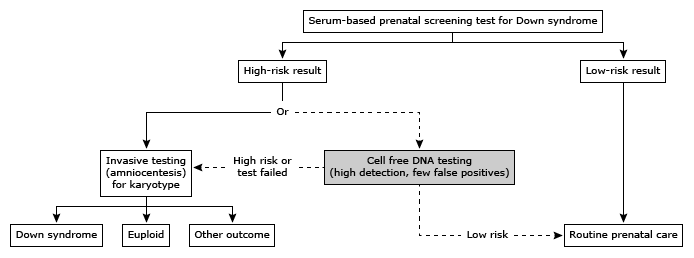 Serum-based prenatal screening test for Down syndrome
High-risk result
Low-risk result
Or
Invasive testing
(amniocentesis)
for karyotype
High risk or
test failed
Cell free DNA testing
(high detection, few false positives)
Down syndrome
Euploid
Other outcome
Low risk
Routine prenatal care